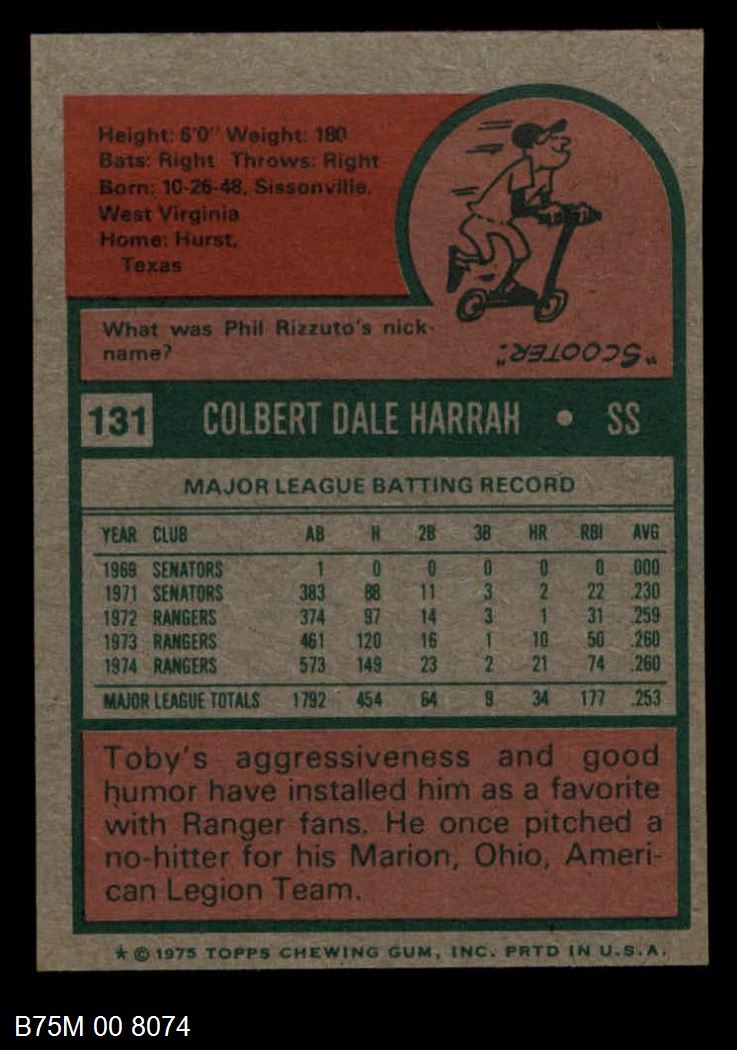 Height: 6'0" Weight: 180
Bats: Right Throws: Right
Born: 10-26-48, Sissonville,
West Virginia
Home: Hurst,
Texas
What was Phil Rizzuto's nick-
name?
"SCOOTER."
131 COLBERT DALE HARRAH • SS
MAJOR LEAGUE BATTING RECORD
YEAR CLUB AB H 2B 3B HR RBI AVG
1969 SENATORS 1 0 0 0 0 0 .000
1971 SENATORS 383 88 11 3 2 22 .230
1972 RANGERS 374 97 14 3 1 31 .259
1973 RANGERS 461 120 16 1 10 50 .260
1974 RANGERS 573 149 23 2 21 74 .260
MAJOR LEAGUE TOTALS 1792 454 64 9 34 177 .253
Toby's aggressiveness and good
humor have installed him as a favorite
with Ranger fans. He once pitched a
no-hitter for his Marion, Ohio, Ameri-
can Legion Team.
* © 1975 TOPPS CHEWING GUM, INC. PRTD IN U.S.A.
B75M 00 8074